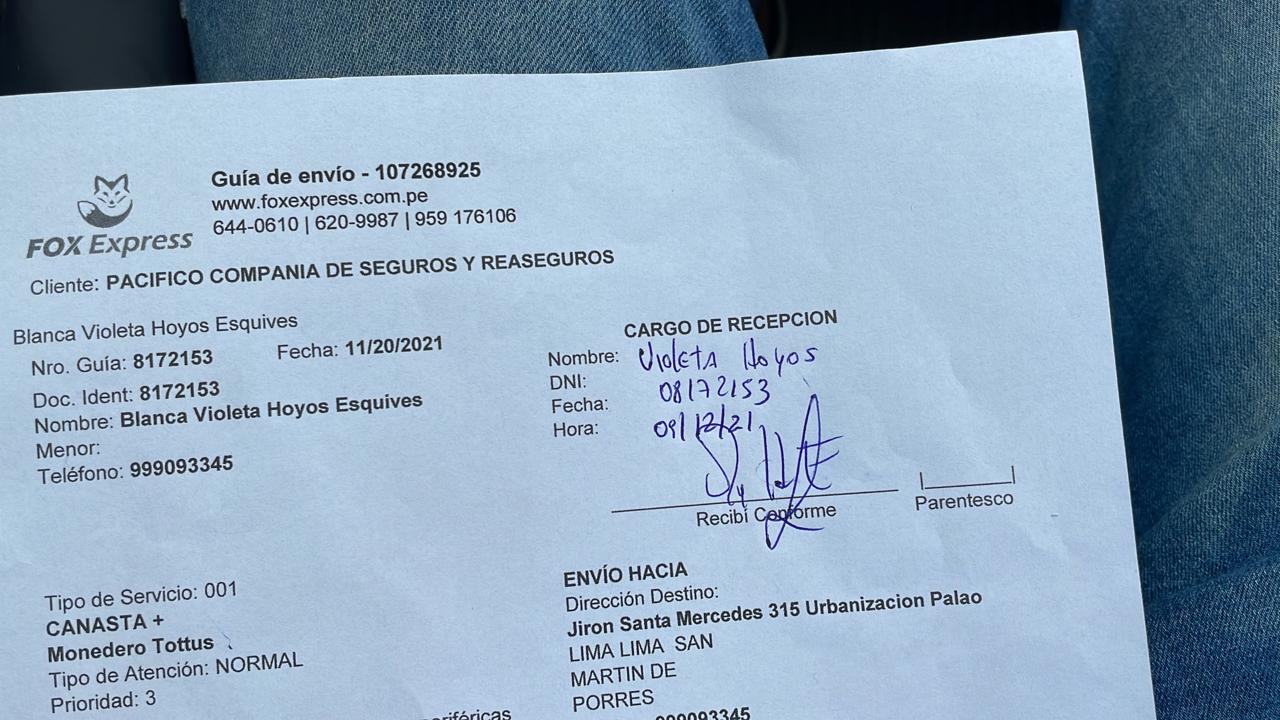 Guía de envío - 107268925
www.foxexpress.com.pe
644-0610 | 620-9987 | 959 176106
FOX Express
Cliente: PACIFICO COMPANIA DE SEGUROS Y REASEGUROS
Blanca Violeta Hoyos Esquives
Nro. Guía: 8172153 Fecha: 11/20/2021
Doc. Ident: 8172153
Nombre: Blanca Violeta Hoyos Esquives
Menor:
Teléfono: 999093345
CARGO DE RECEPCION
Nombre: Violeta Hoyos
DNI: 08172153
Fecha: 09/12/21
Hora:
Recibí Conforme
Parentesco
Tipo de Servicio: 001
CANASTA +
Monedero Tottus
Tipo de Atención: NORMAL
Prioridad: 3
ENVÍO HACIA
Dirección Destino:
Jiron Santa Mercedes 315 Urbanizacion Palao
LIMA LIMA SAN
MARTIN DE
PORRES
999093345